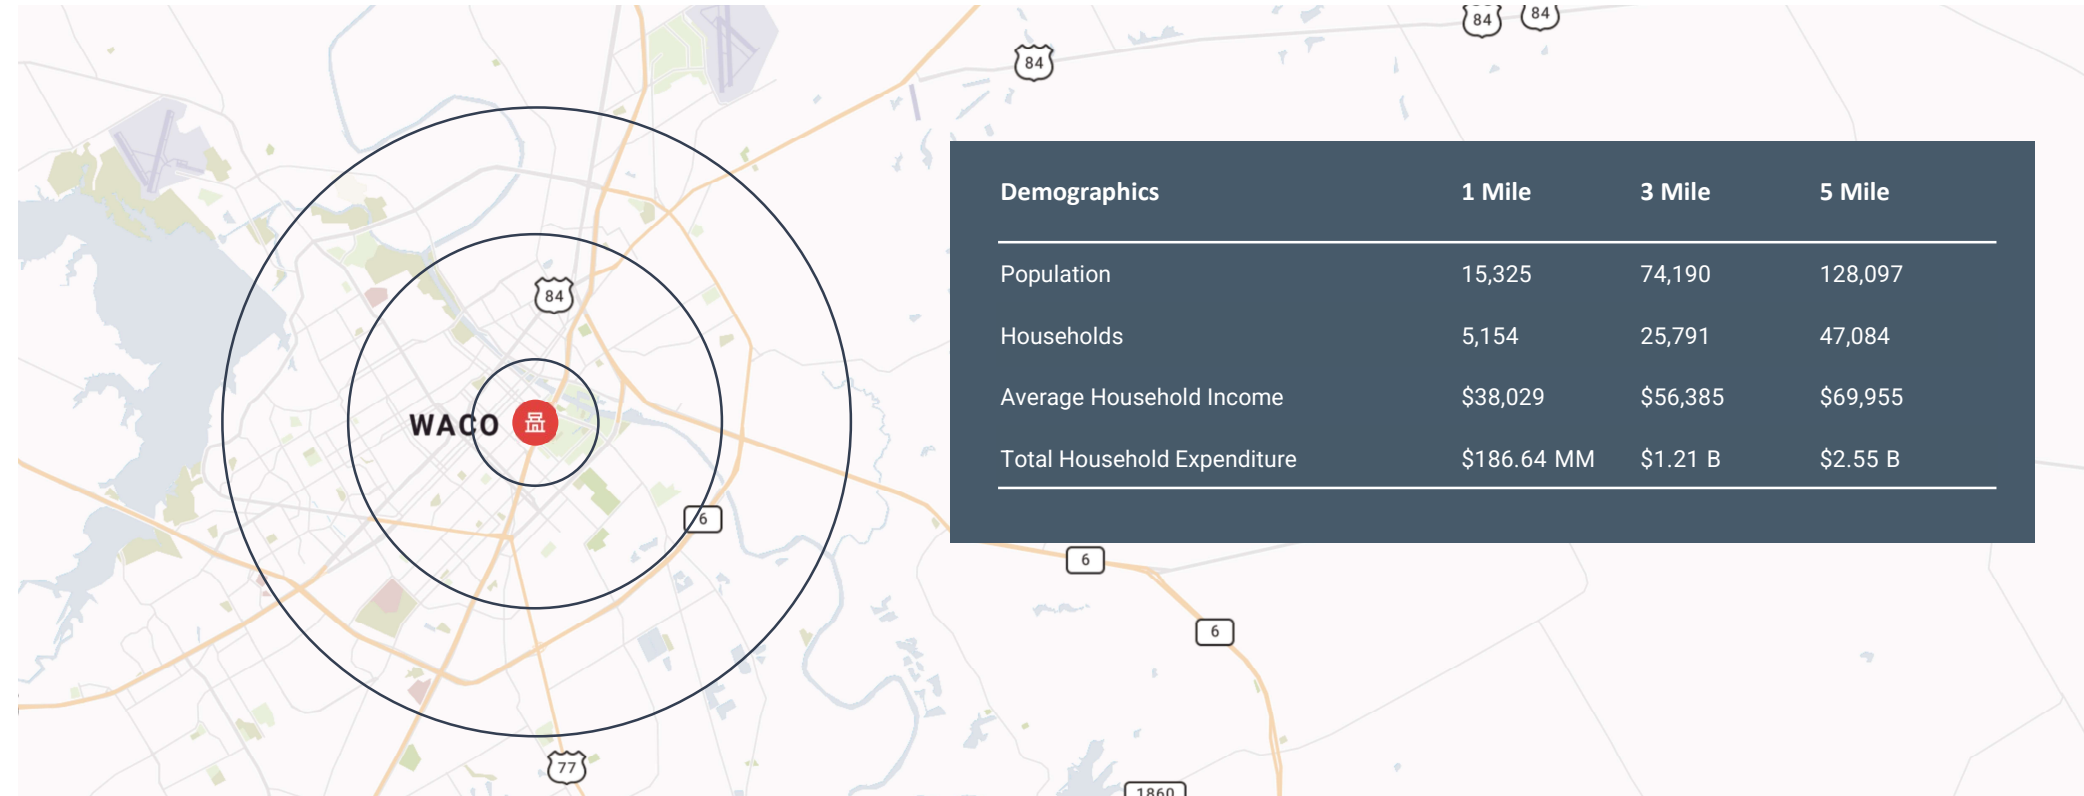 84
84
84
Demographics 1 Mile 3 Mile 5 Mile
Population 15,325 74,190 128,097
84
Households 5,154 25,791 47,084
Average Household Income $38,029 $56,385 $69,955
WACO
Total Household Expenditure $186.64 MM $1.21 B $2.55 B
6
6
6
77
1860